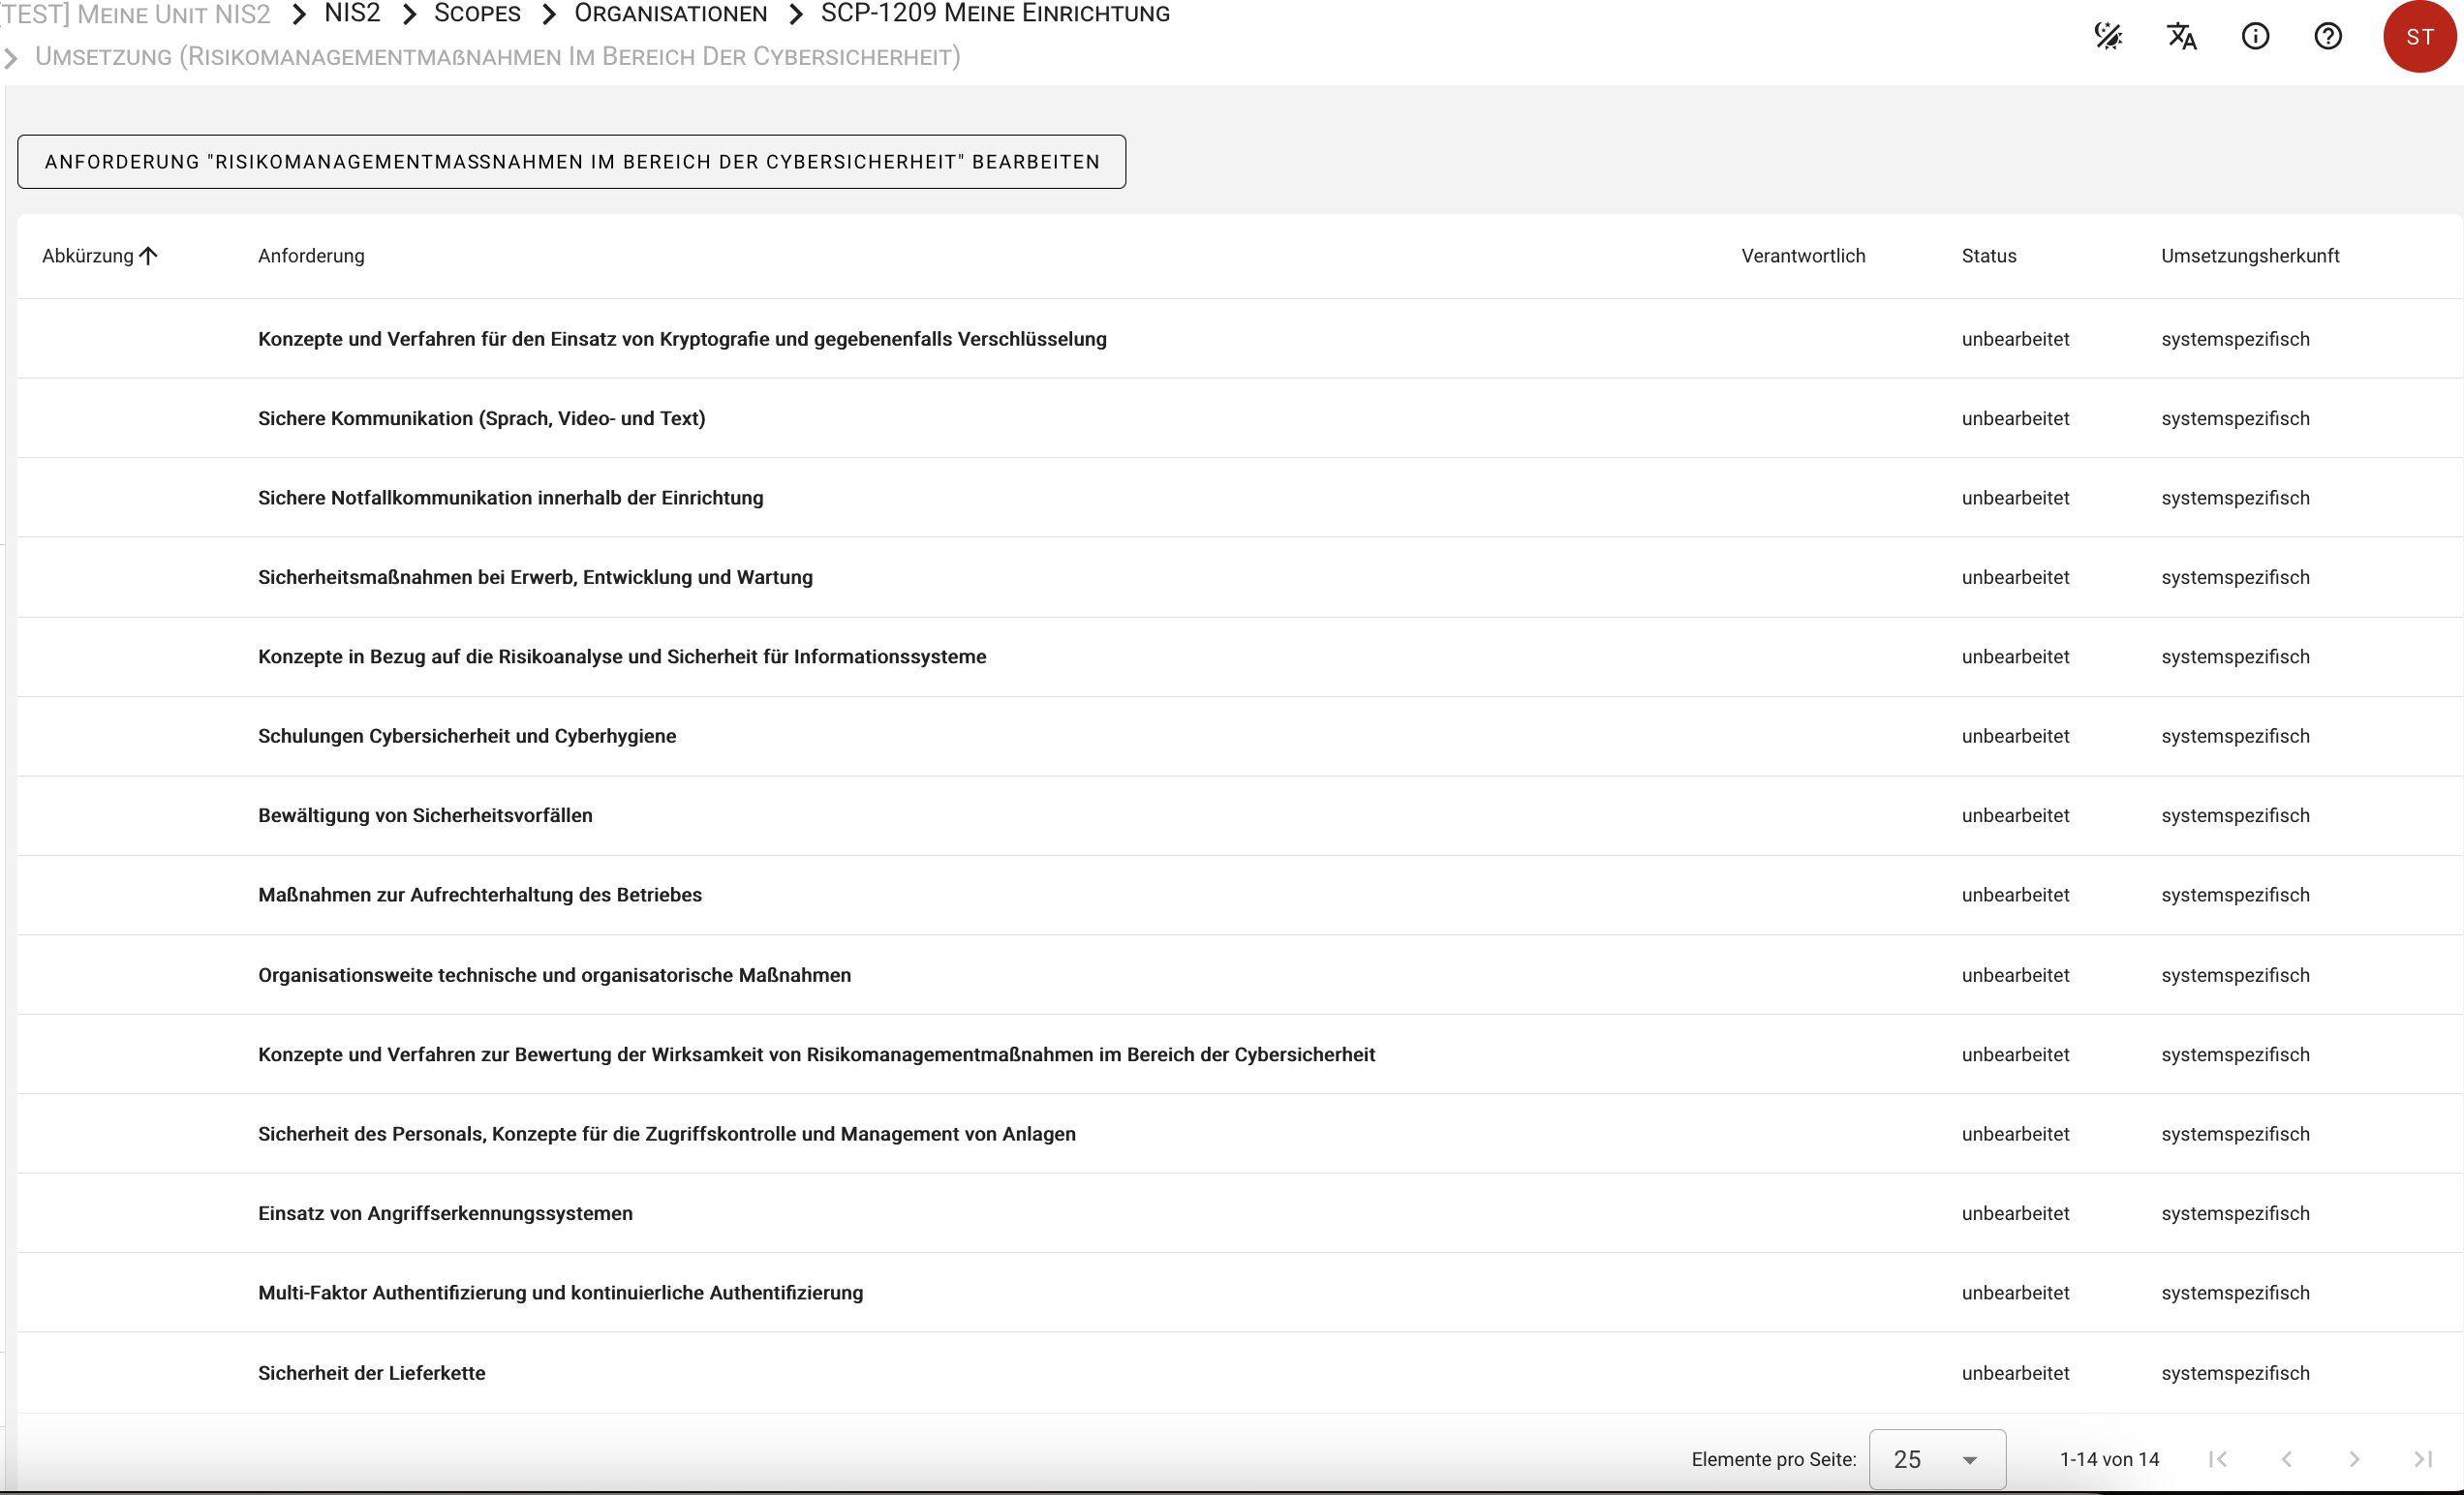 [TEST] MEINE UNIT NIS2 > NIS2 > SCOPES > ORGANISATIONEN > SCP-1209 MEINE EINRICHTUNG
> UMSETZUNG (RISIKOMANAGEMENTMAßNAHMEN IM BEREICH DER CYBERSICHERHEIT)
ST
ANFORDERUNG "RISIKOMANAGEMENTMASSNAHMEN IM BEREICH DER CYBERSICHERHEIT" BEARBEITEN
Abkürzung Anforderung Verantwortlich Status Umsetzungsherkunft
Konzepte und Verfahren für den Einsatz von Kryptografie und gegebenenfalls Verschlüsselung unbearbeitet systemspezifisch
Sichere Kommunikation (Sprach, Video- und Text) unbearbeitet systemspezifisch
Sichere Notfallkommunikation innerhalb der Einrichtung unbearbeitet systemspezifisch
Sicherheitsmaßnahmen bei Erwerb, Entwicklung und Wartung unbearbeitet systemspezifisch
Konzepte in Bezug auf die Risikoanalyse und Sicherheit für Informationssysteme unbearbeitet systemspezifisch
Schulungen Cybersicherheit und Cyberhygiene unbearbeitet systemspezifisch
Bewältigung von Sicherheitsvorfällen unbearbeitet systemspezifisch
Maßnahmen zur Aufrechterhaltung des Betriebes unbearbeitet systemspezifisch
Organisationsweite technische und organisatorische Maßnahmen unbearbeitet systemspezifisch
Konzepte und Verfahren zur Bewertung der Wirksamkeit von Risikomanagementmaßnahmen im Bereich der Cybersicherheit unbearbeitet systemspezifisch
Sicherheit des Personals, Konzepte für die Zugriffskontrolle und Management von Anlagen unbearbeitet systemspezifisch
Einsatz von Angriffserkennungssystemen unbearbeitet systemspezifisch
Multi-Faktor Authentifizierung und kontinuierliche Authentifizierung unbearbeitet systemspezifisch
Sicherheit der Lieferkette unbearbeitet systemspezifisch
Elemente pro Seite: 25 1-14 von 14